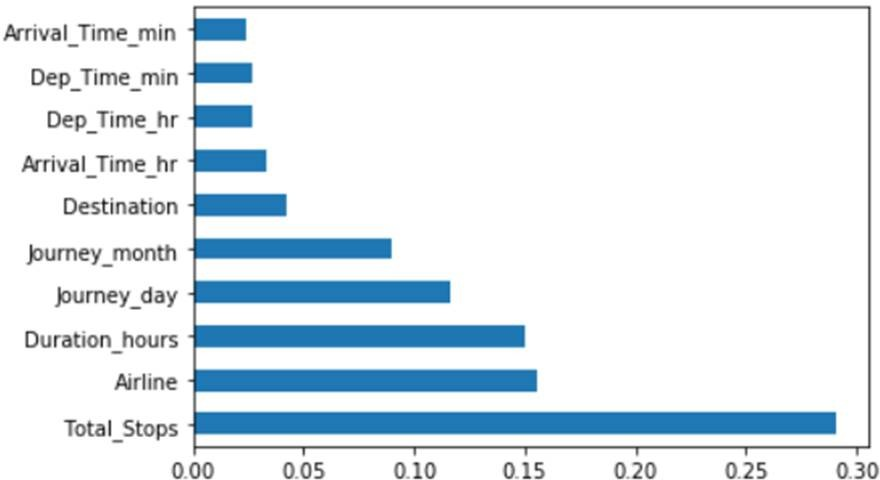 Arrival_Time_min
Dep_Time_min
Dep_Time_hr
Arrival_Time_hr
Destination
Journey_month
Journey_day
Duration_hours
Airline
Total_Stops
0.00 0.05 0.10 0.15 0.20 0.25 0.30